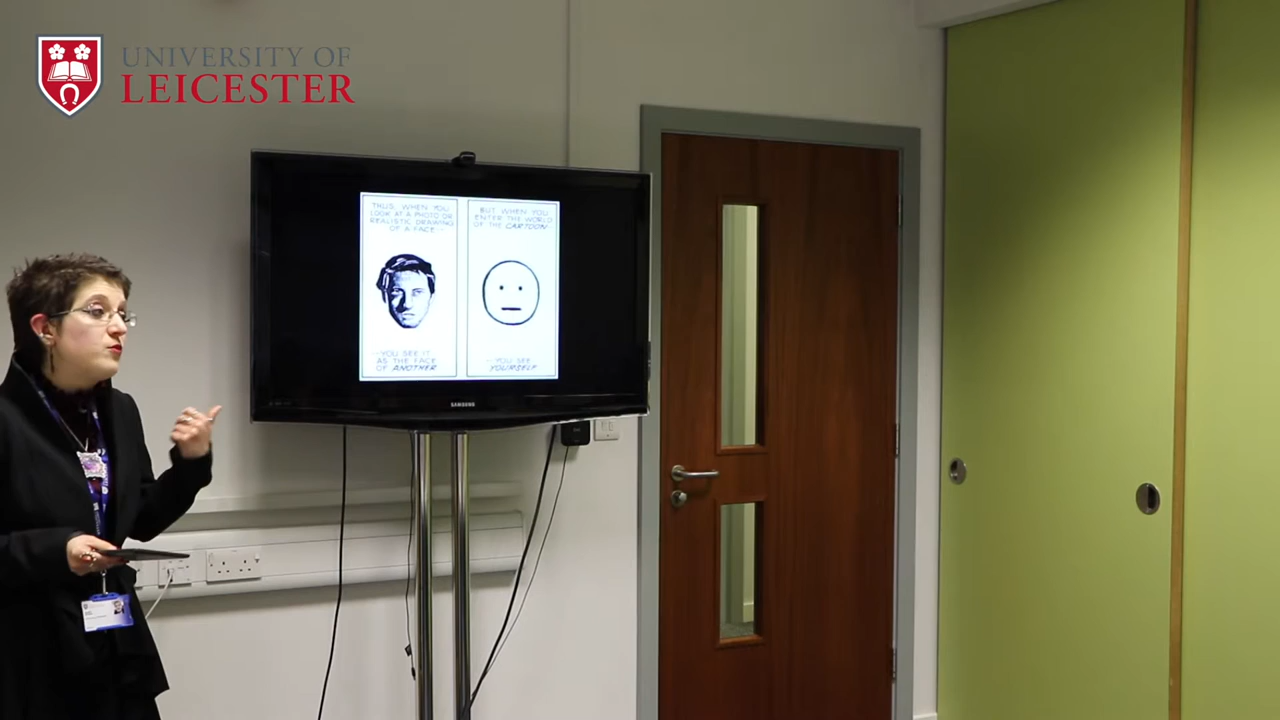 UNIVERSITY OF
LEICESTER
THUS, WHEN YOU
LOOK AT A PHOTO OR
REALISTIC DRAWING
OF A FACE--
--YOU SEE IT
AS THE FACE
OF ANOTHER
BUT WHEN YOU
ENTER THE WORLD
OF THE CARTOON--
--YOU SEE
YOURSELF
SAMSUNG